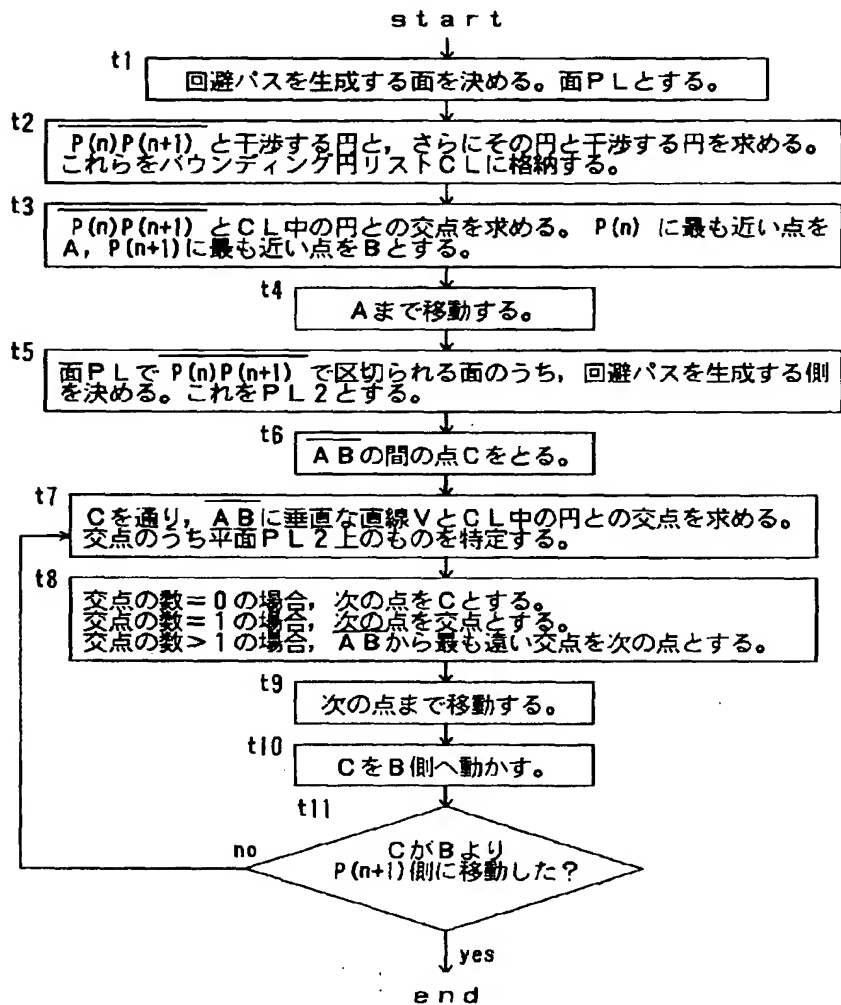 start
t1
回避パスを生成する面を決める。面PLとする。
t2
P(n)P(n+1) と干渉する円と，さらにその円と干渉する円を求める。
これらをバウンディング円リストCLに格納する。
t3
P(n)P(n+1) とCL中の円との交点を求める。 P(n) に最も近い点を
A，P(n+1)に最も近い点をBとする。
t4
Aまで移動する。
t5
面PLで P(n)P(n+1) で区切られる面のうち，回避パスを生成する側
を決める。これをPL2とする。
t6
ABの間の点Cをとる。
t7
Cを通り，ABに垂直な直線VとCL中の円との交点を求める。
交点のうち平面PL2上のものを特定する。
t8
交点の数＝0の場合，次の点をCとする。
交点の数＝1の場合，次の点を交点とする。
交点の数＞1の場合，ABから最も遠い交点を次の点とする。
t9
次の点まで移動する。
t10
CをB側へ動かす。
t11
no
CがBより
P(n+1)側に移動した？
yes
end